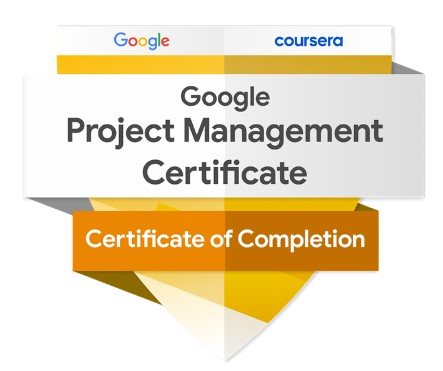 Google coursera
Google
Project Management
Certificate
Certificate of Completion